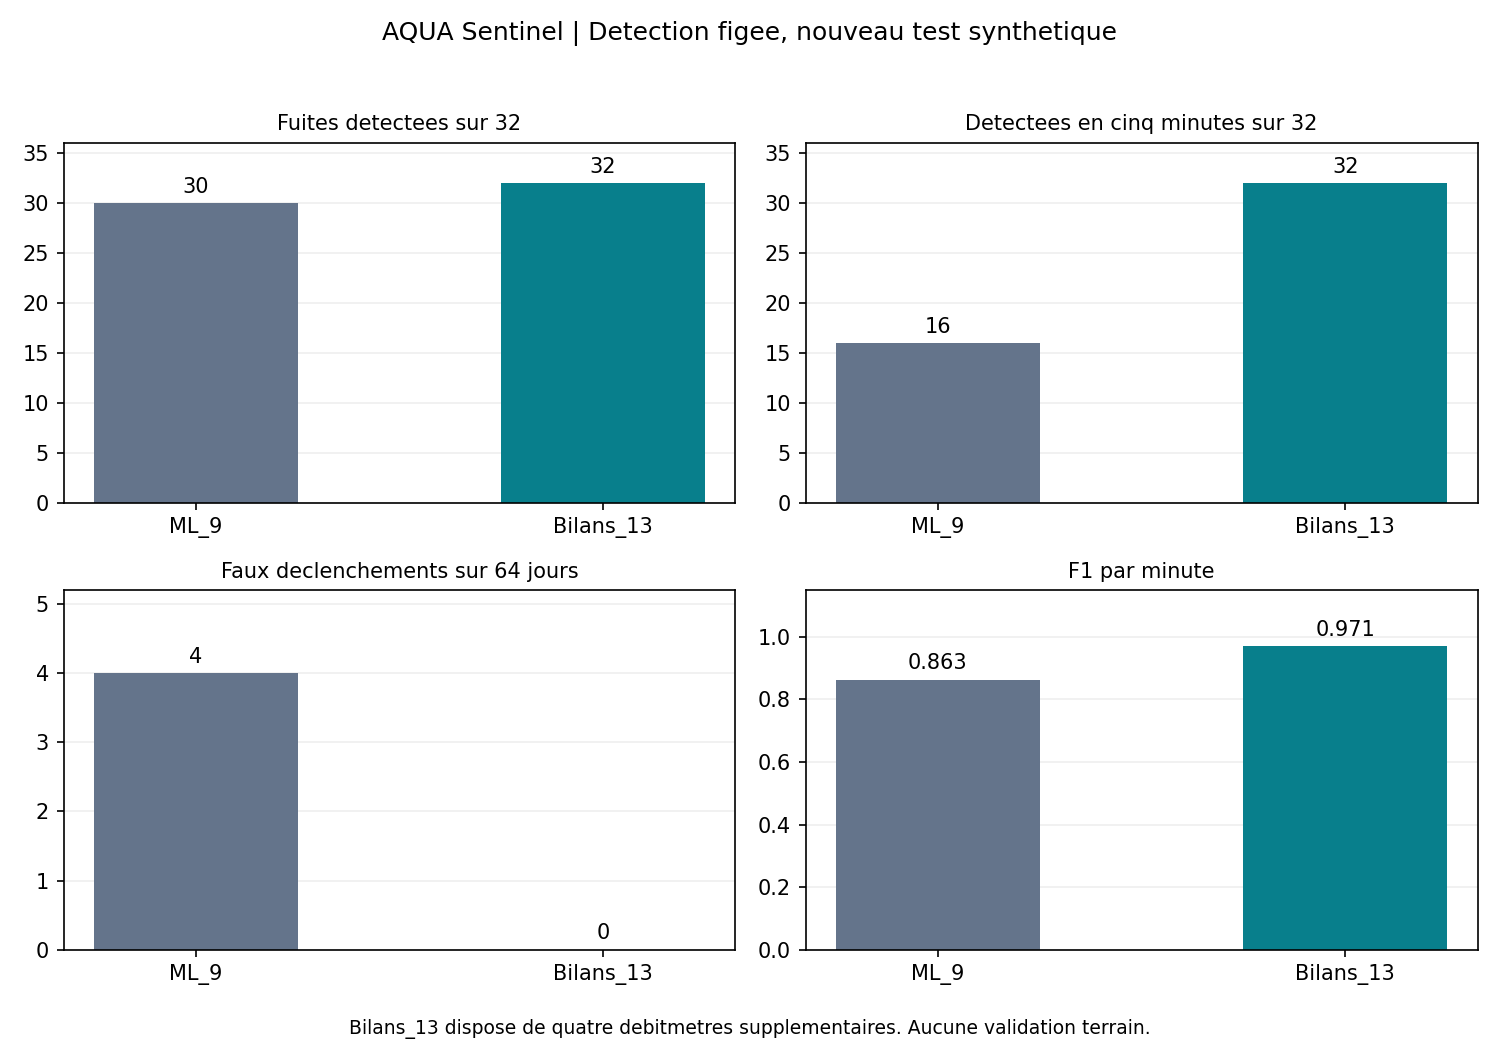 AQUA Sentinel | Detection figee, nouveau test synthetique
Fuites detectees sur 32
35
30
25
20
15
10
5
0
30
32
ML_9
Bilans_13
Detectees en cinq minutes sur 32
35
30
25
20
15
10
5
0
16
32
ML_9
Bilans_13
Faux declenchements sur 64 jours
5
4
3
2
1
0
4
0
ML_9
Bilans_13
F1 par minute
1.0
0.8
0.6
0.4
0.2
0.0
0.863
0.971
ML_9
Bilans_13
Bilans_13 dispose de quatre debitmetres supplementaires. Aucune validation terrain.